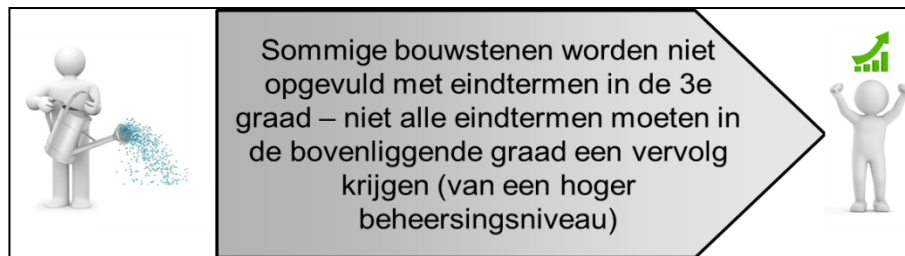 Sommige bouwstenen worden niet
opgevuld met eindtermen in de 3e
graad – niet alle eindtermen moeten in
de bovenliggende graad een vervolg
krijgen (van een hoger
beheersingsniveau)